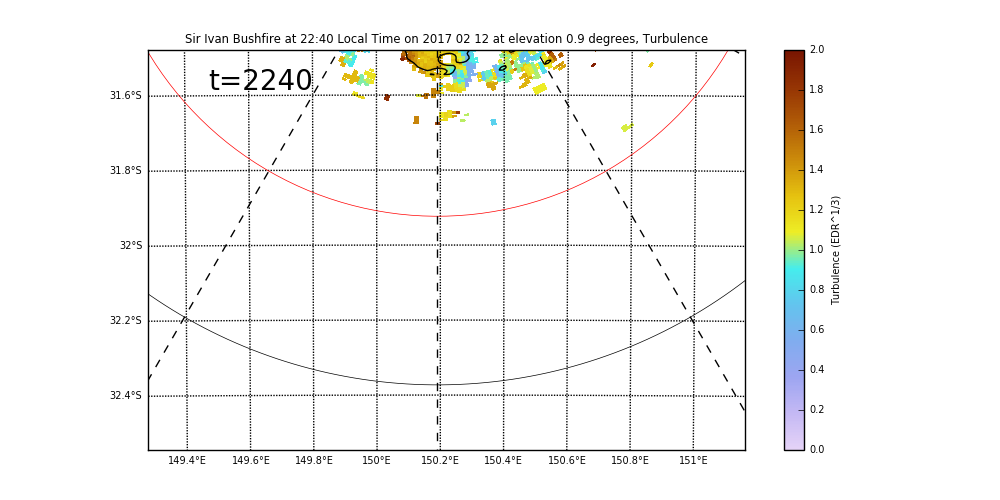 Sir Ivan Bushfire at 22:40 Local Time on 2017 02 12 at elevation 0.9 degrees, Turbulence
t=2240
31.6°S
31.8°S
32°S
32.2°S
32.4°S
149.4°E 149.6°E 149.8°E 150°E 150.2°E 150.4°E 150.6°E 150.8°E 151°E
2.0
1.8
1.6
1.4
1.2
1.0
0.8
0.6
0.4
0.2
0.0
Turbulence (EDR^1/3)